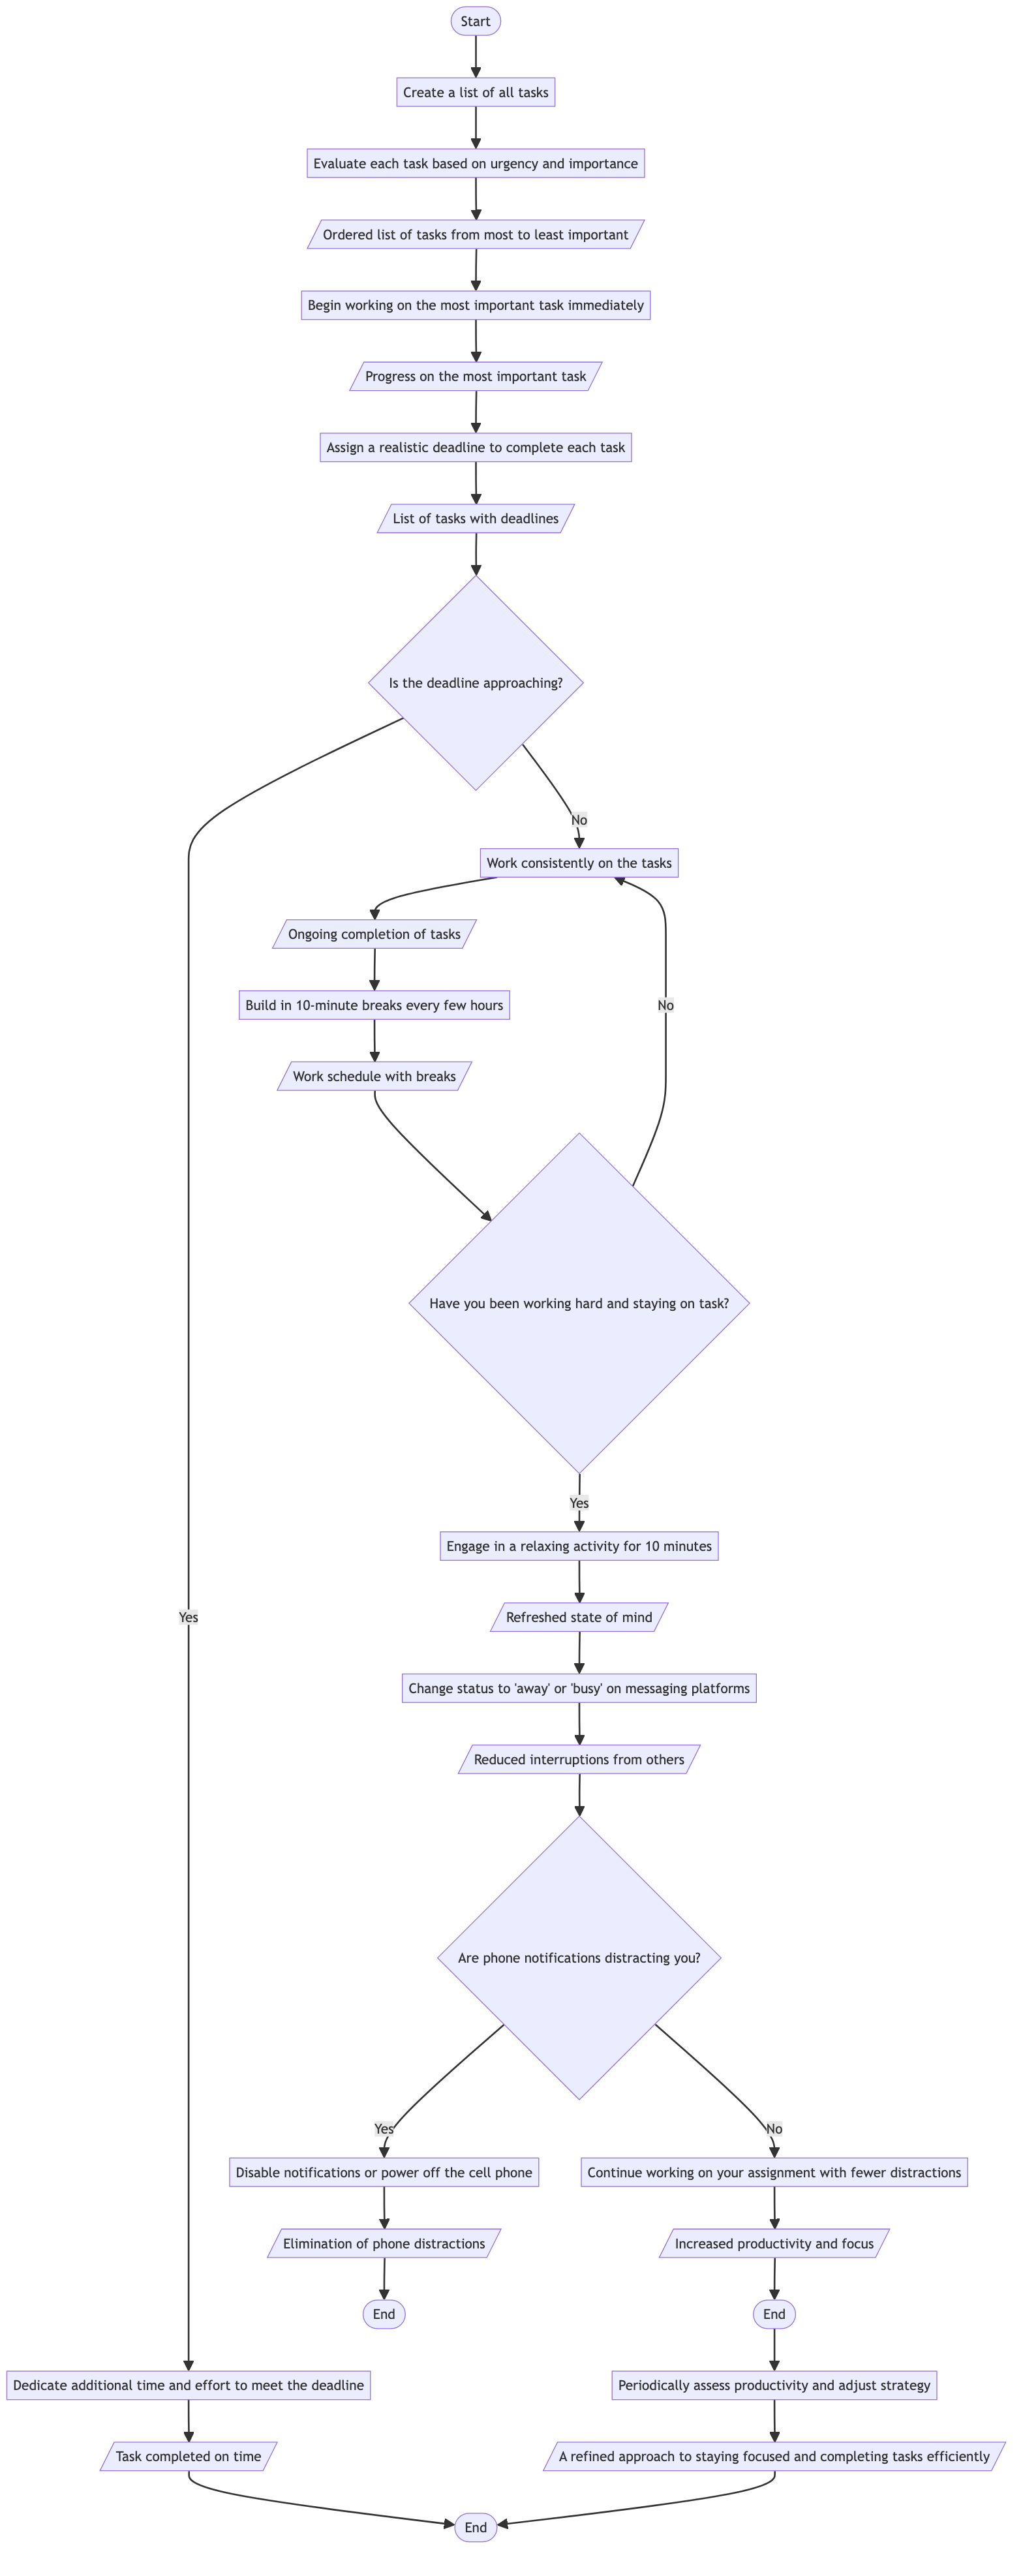 Start
Create a list of all tasks
Evaluate each task based on urgency and importance
Ordered list of tasks from most to least important
Begin working on the most important task immediately
Progress on the most important task
Assign a realistic deadline to complete each task
List of tasks with deadlines
Is the deadline approaching?
No
Work consistently on the tasks
Ongoing completion of tasks
Build in 10-minute breaks every few hours
No
Work schedule with breaks
Have you been working hard and staying on task?
Yes
Engage in a relaxing activity for 10 minutes
Yes
Refreshed state of mind
Change status to 'away' or 'busy' on messaging platforms
Reduced interruptions from others
Are phone notifications distracting you?
Yes
No
Disable notifications or power off the cell phone
Continue working on your assignment with fewer distractions
Elimination of phone distractions
Increased productivity and focus
End
End
Dedicate additional time and effort to meet the deadline
Periodically assess productivity and adjust strategy
Task completed on time
A refined approach to staying focused and completing tasks efficiently
End